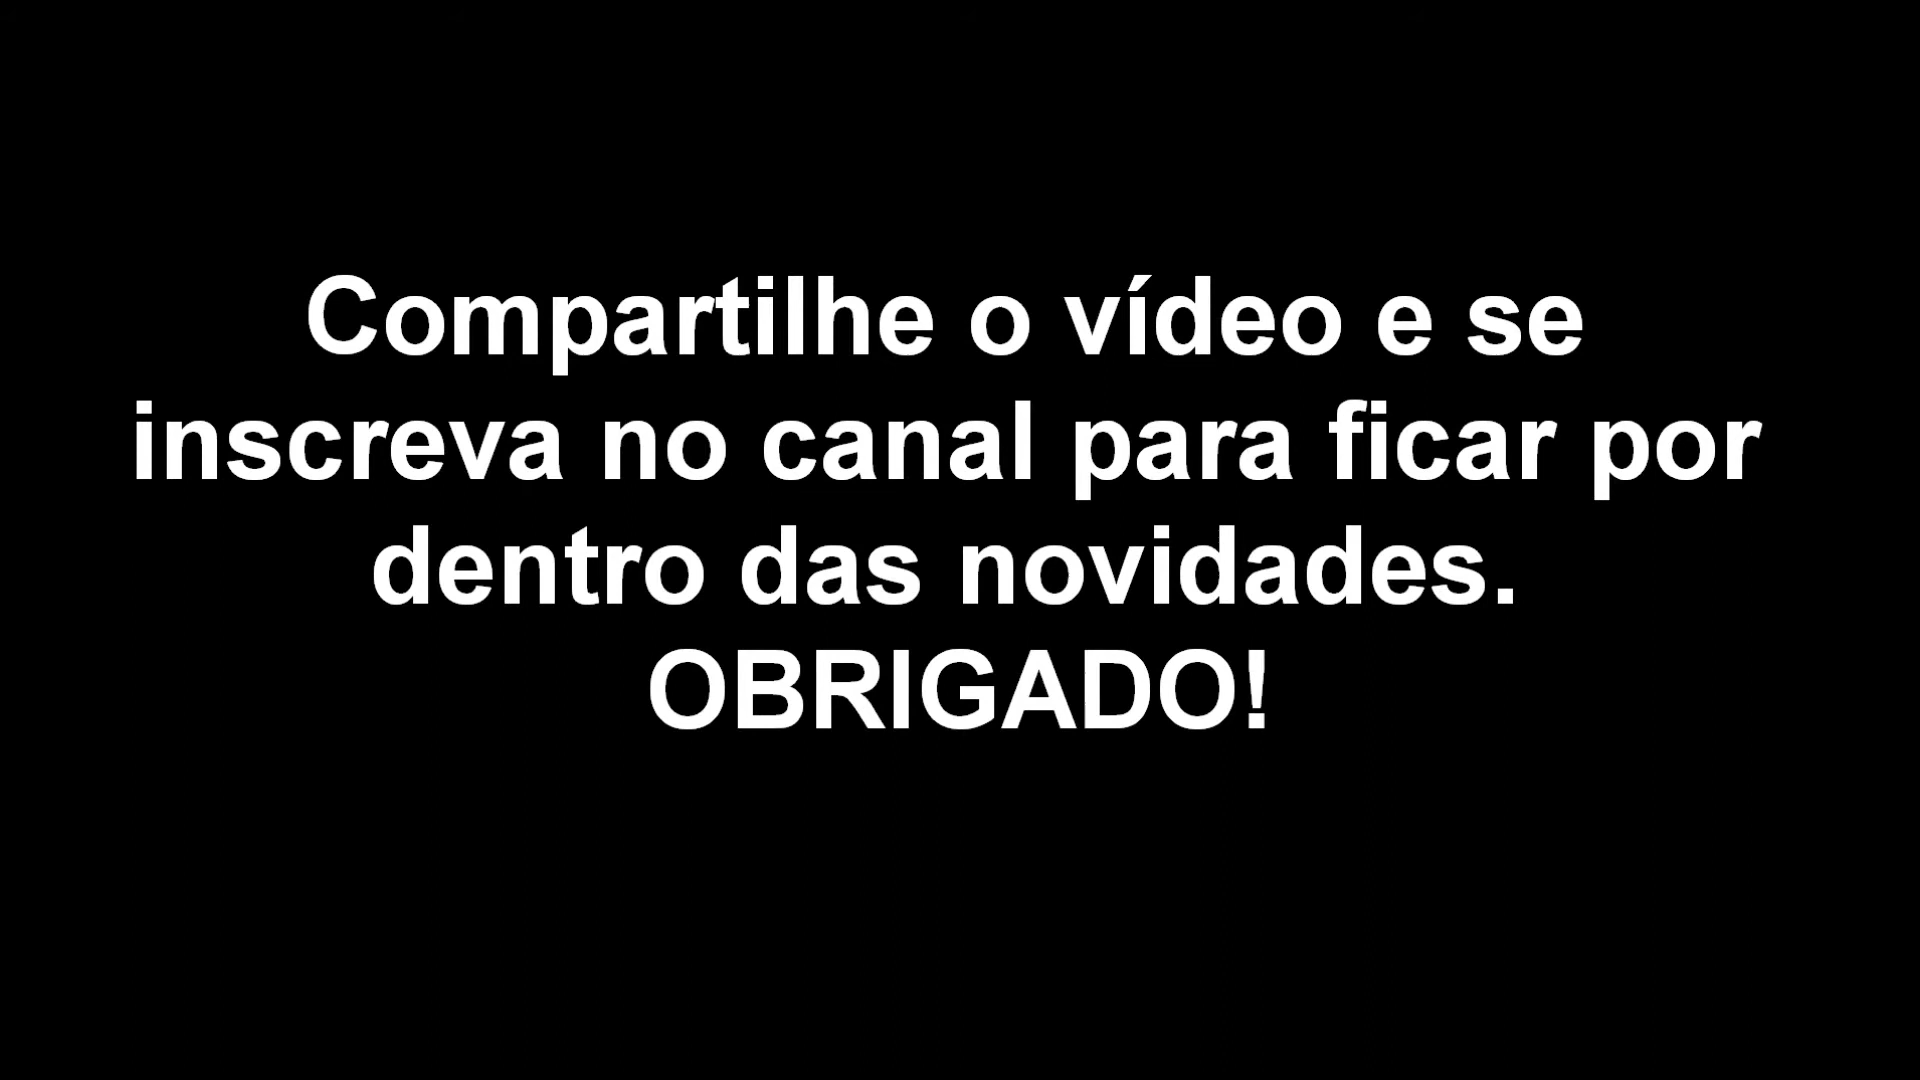 Compartilhe o vídeo e se
inscreva no canal para ficar por
dentro das novidades.
OBRIGADO!